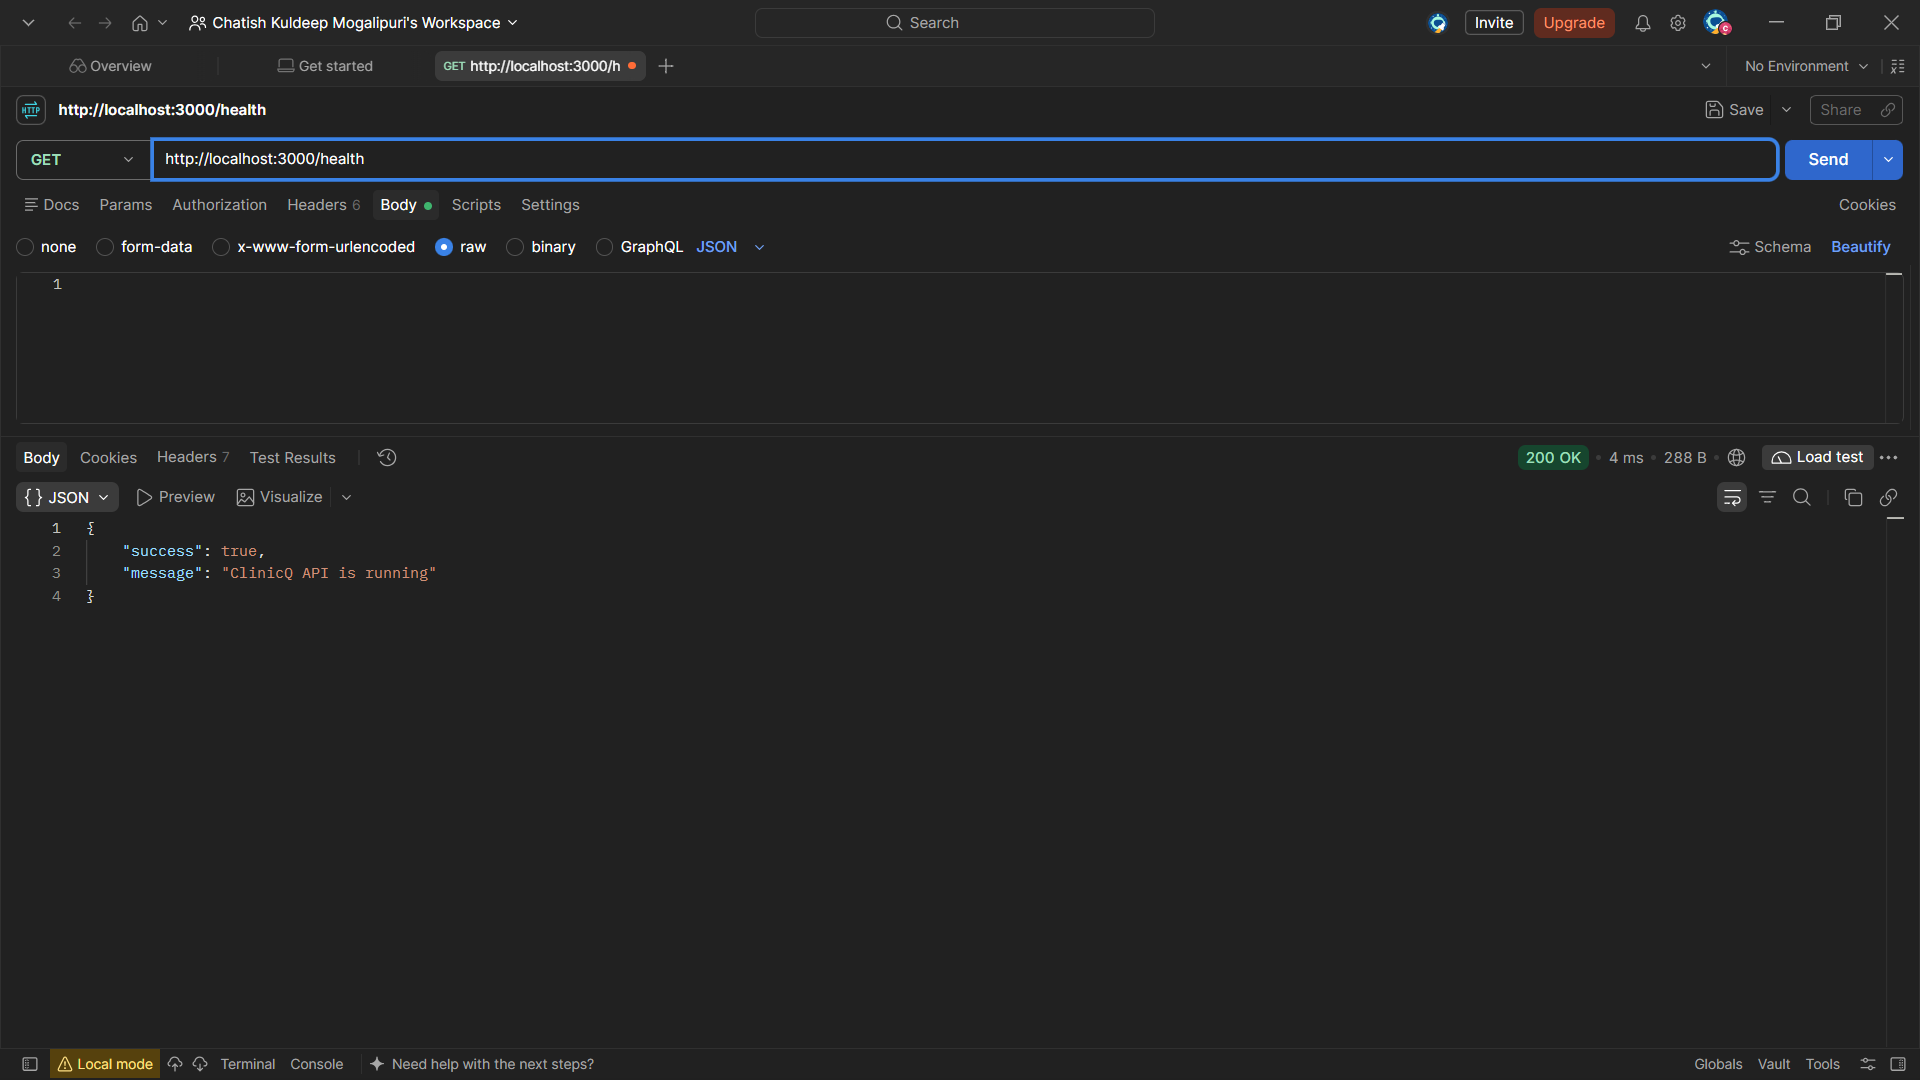 Chatish Kuldeep Mogalipuri's Workspace
Search
Invite
Upgrade
Overview
Get started
GET http://localhost:3000/h
No Environment
HTTP http://localhost:3000/health
Save
Share
GET
http://localhost:3000/health
Send
Docs Params Authorization Headers 6 Body Scripts Settings
Cookies
none form-data x-www-form-urlencoded raw binary GraphQL JSON
Schema Beautify
1
Body Cookies Headers 7 Test Results
200 OK • 4 ms • 288 B •
Load test
{} JSON Preview Visualize
1 {
2 "success": true,
3 "message": "ClinicQ API is running"
4 }
Local mode Terminal Console Need help with the next steps?
Globals Vault Tools